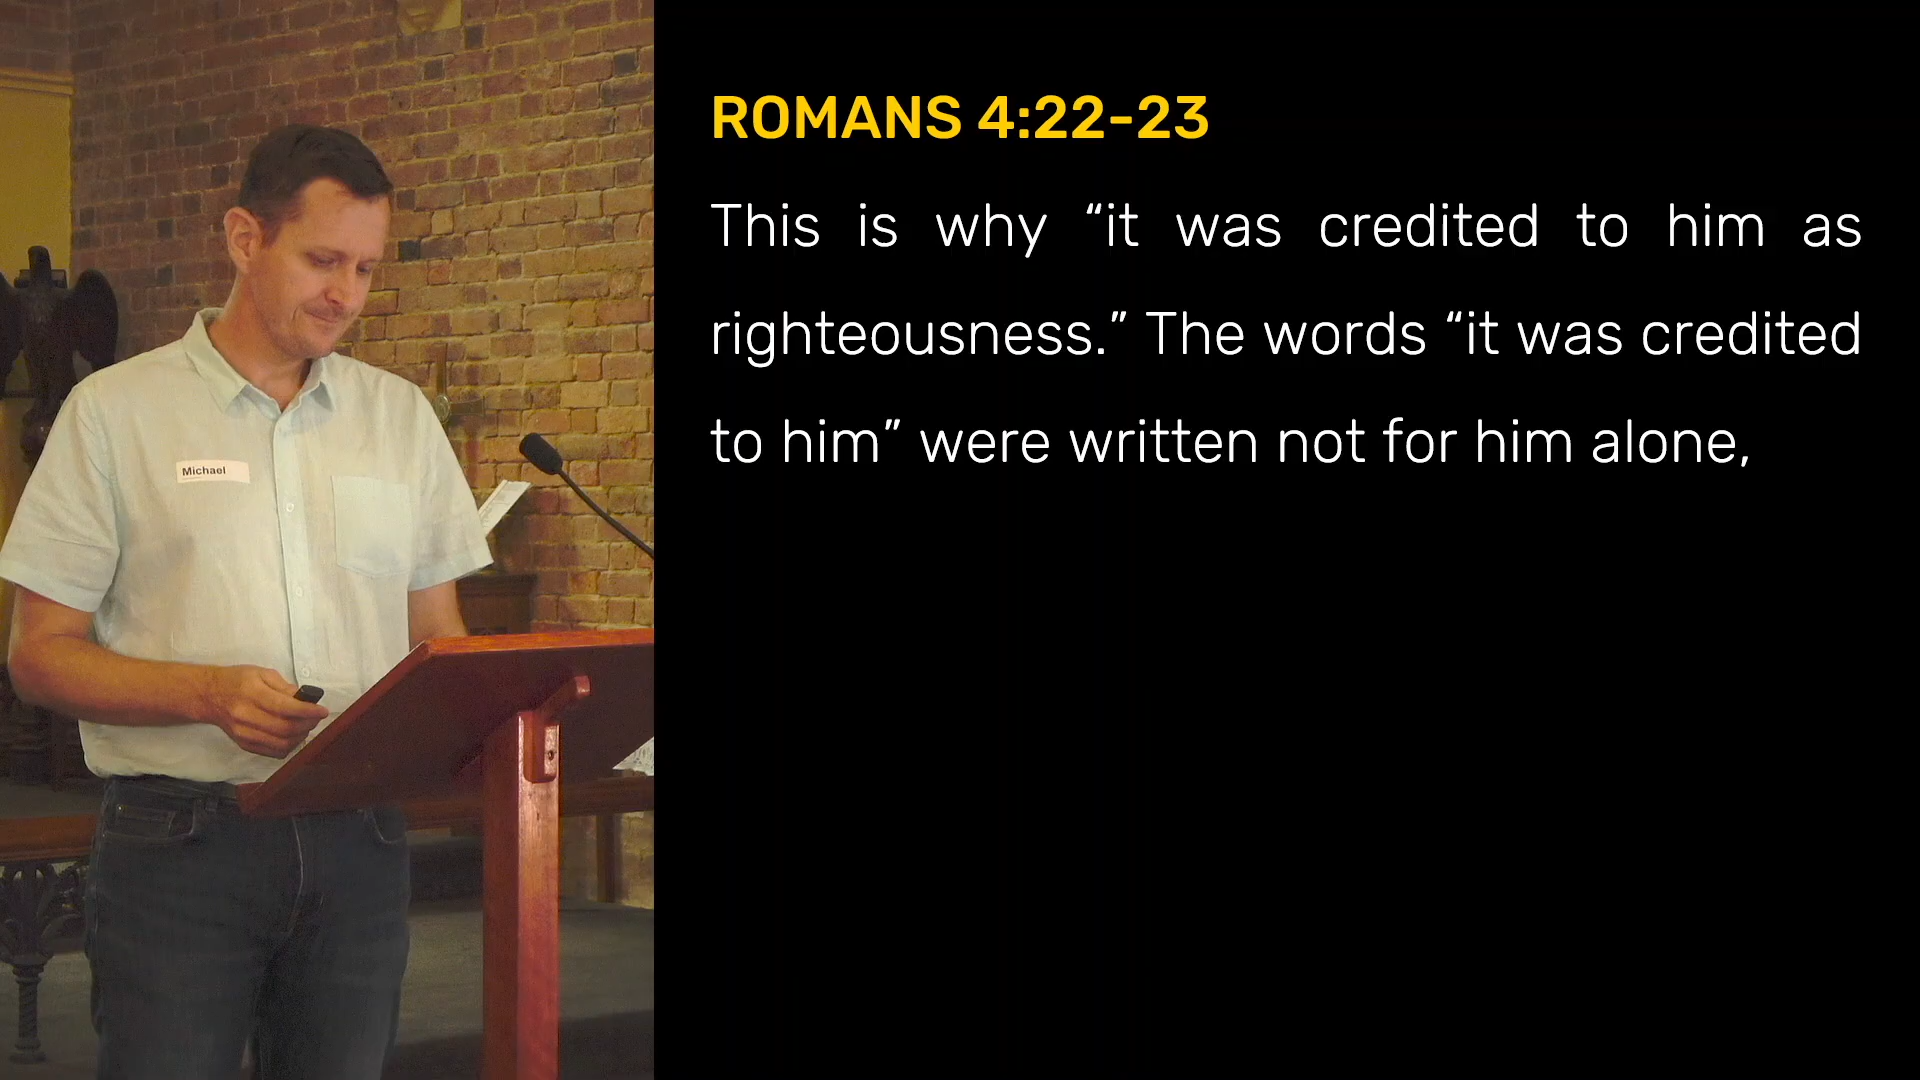 Michael
ROMANS 4:22-23
This is why “it was credited to him as
righteousness.” The words “it was credited
to him” were written not for him alone,